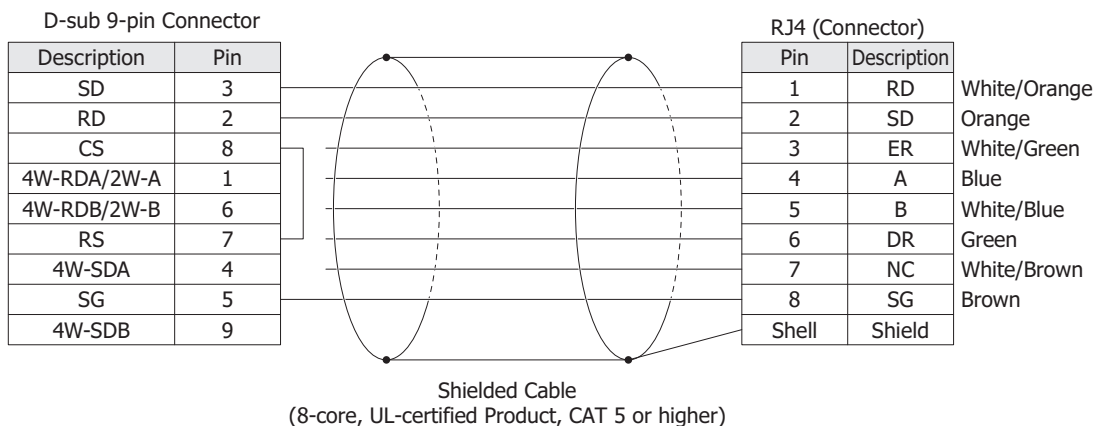 D-sub 9-pin Connector
Description Pin
SD 3
RD 2
CS 8
4W-RDA/2W-A 1
4W-RDB/2W-B 6
RS 7
4W-SDA 4
SG 5
4W-SDB 9
RJ4 (Connector)
Pin Description
1 RD White/Orange
2 SD Orange
3 ER White/Green
4 A Blue
5 B White/Blue
6 DR Green
7 NC White/Brown
8 SG Brown
Shell Shield
Shielded Cable
(8-core, UL-certified Product, CAT 5 or higher)